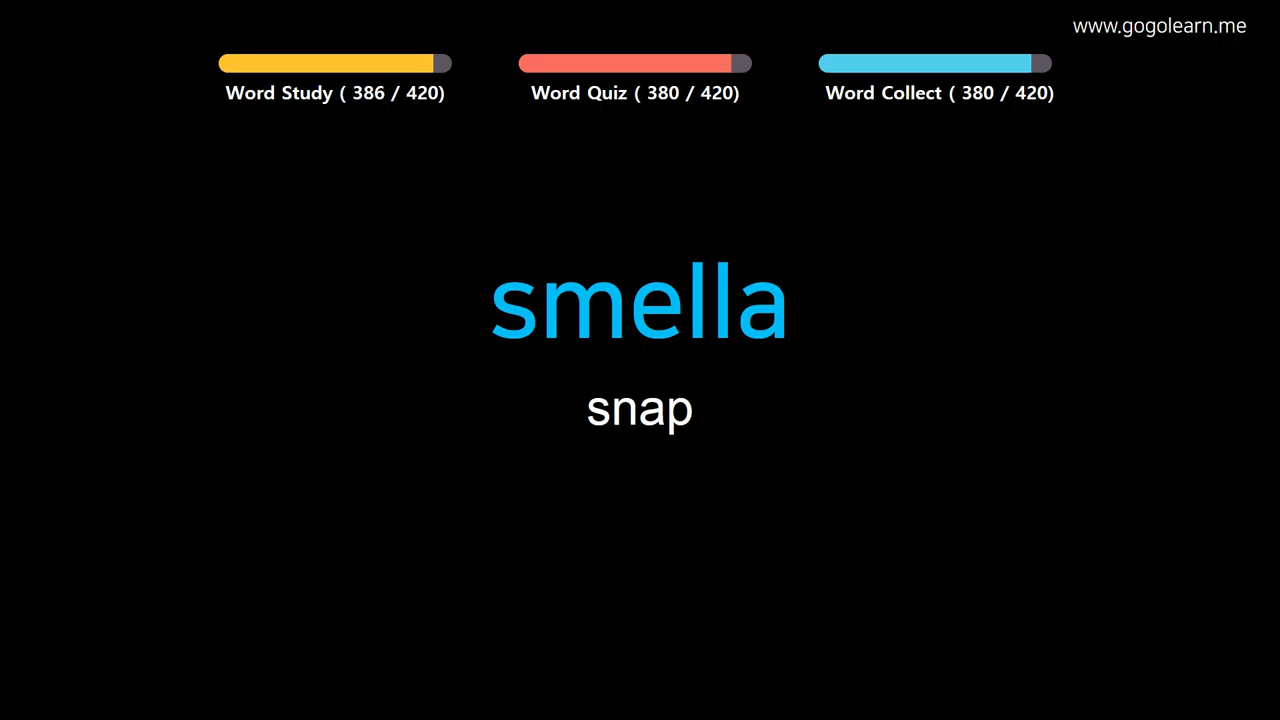 www.gogolearn.me
Word Study ( 386 / 420)
Word Quiz ( 380 / 420)
Word Collect ( 380 / 420)
smella
snap